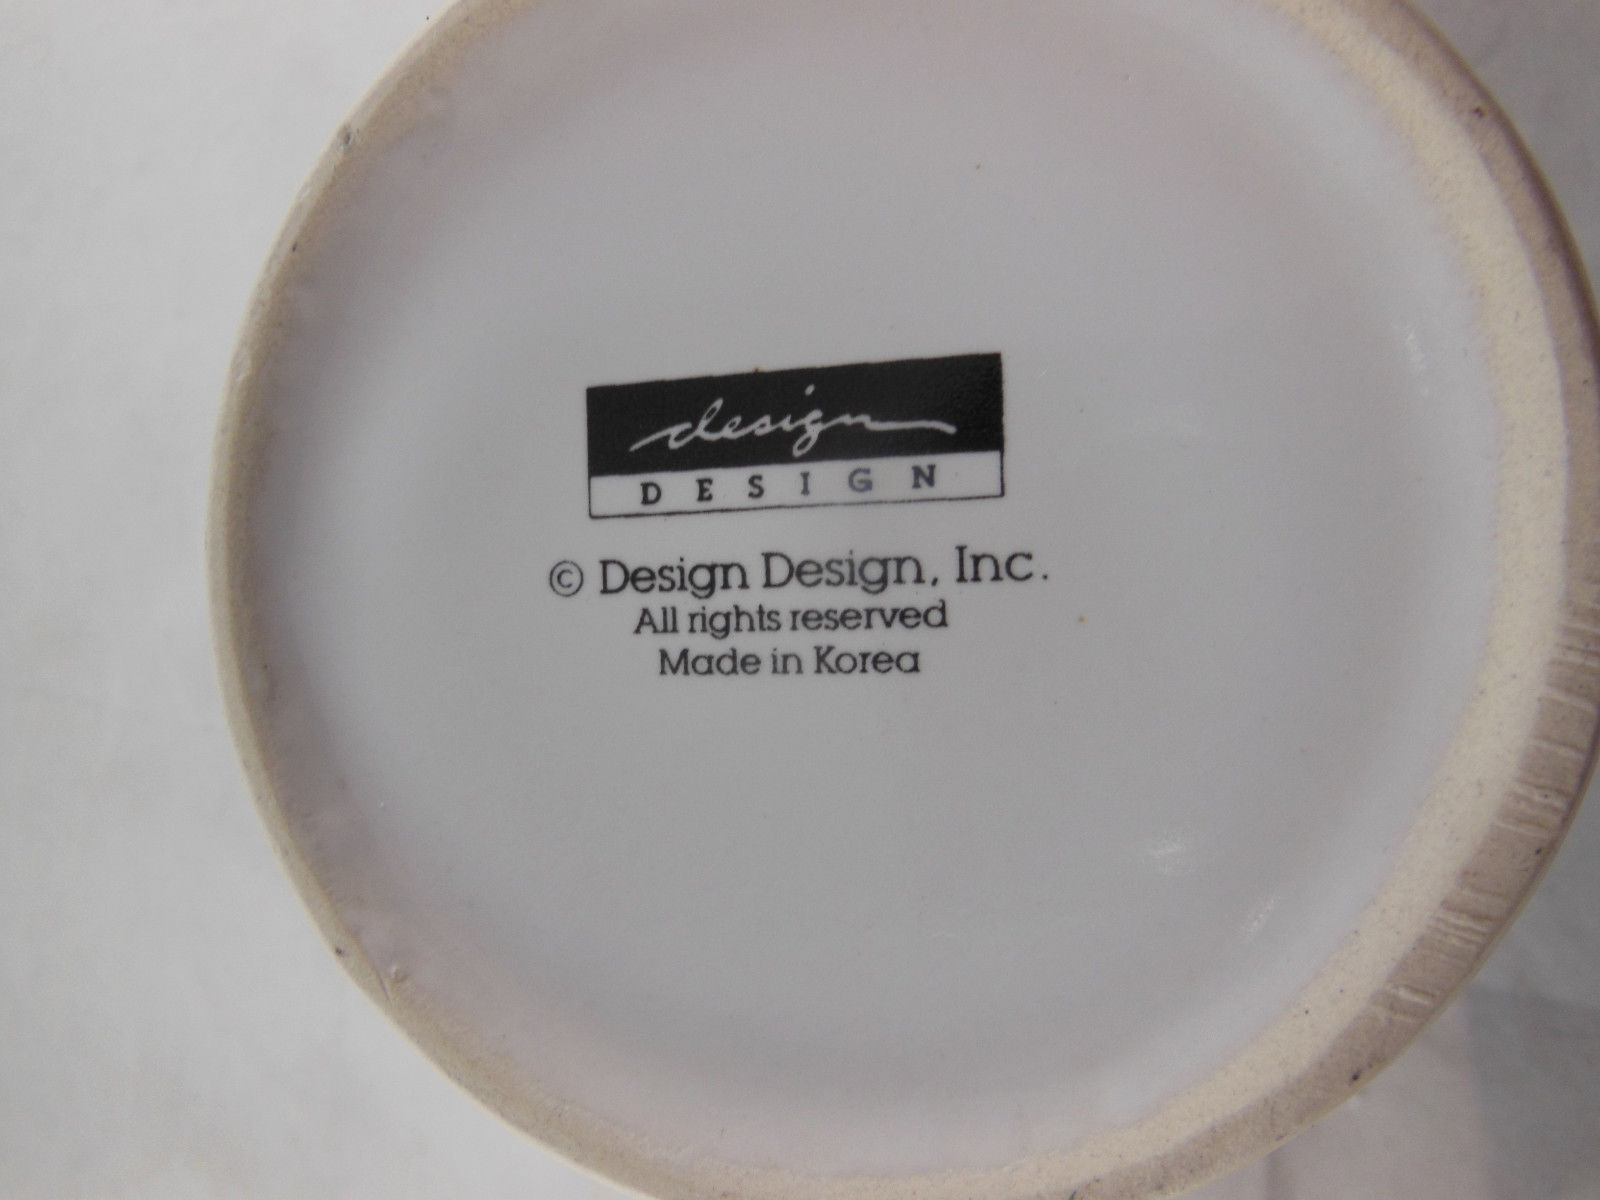 design
DESIGN
© Design Design, Inc.
All rights reserved
Made in Korea